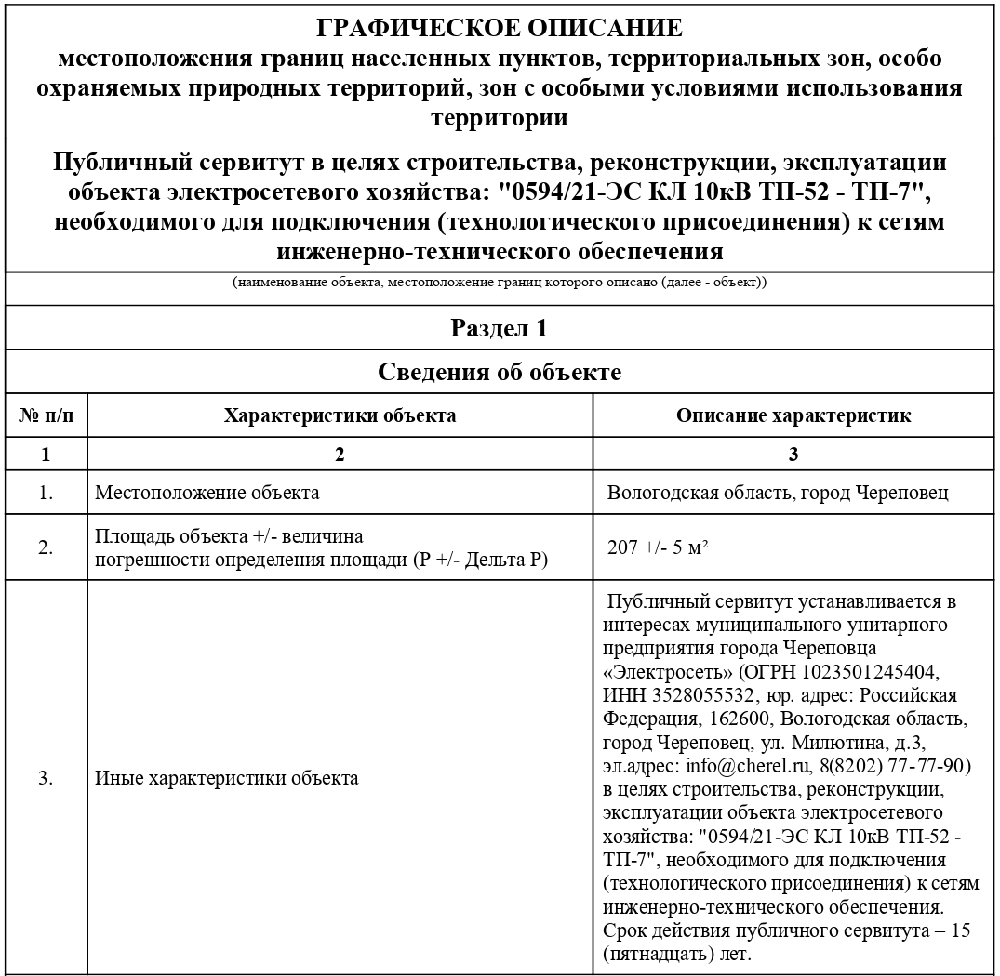 ГРАФИЧЕСКОЕ ОПИСАНИЕ
местоположения границ населенных пунктов, территориальных зон, особо
охраняемых природных территорий, зон с особыми условиями использования
территории
Публичный сервитут в целях строительства, реконструкции, эксплуатации
объекта электросетевого хозяйства: "0594/21-ЭС КЛ 10кВ ТП-52 - ТП-7",
необходимого для подключения (технологического присоединения) к сетям
инженерно-технического обеспечения
(наименование объекта, местоположение границ которого описано (далее - объект))
Раздел 1
Сведения об объекте
№ п/п Характеристики объекта Описание характеристик
1 2 3
1. Местоположение объекта Вологодская область, город Череповец
2. Площадь объекта +/- величина
погрешности определения площади (Р +/- Дельта Р) 207 +/- 5 м²
3. Иные характеристики объекта
Публичный сервитут устанавливается в
интересах муниципального унитарного
предприятия города Череповца
«Электросеть» (ОГРН 1023501245404,
ИНН 3528055532, юр. адрес: Российская
Федерация, 162600, Вологодская область,
город Череповец, ул. Милютина, д.3,
эл.адрес: info@cherel.ru, 8(8202) 77-77-90)
в целях строительства, реконструкции,
эксплуатации объекта электросетевого
хозяйства: "0594/21-ЭС КЛ 10кВ ТП-52 -
ТП-7", необходимого для подключения
(технологического присоединения) к сетям
инженерно-технического обеспечения.
Срок действия публичного сервитута – 15
(пятнадцать) лет.